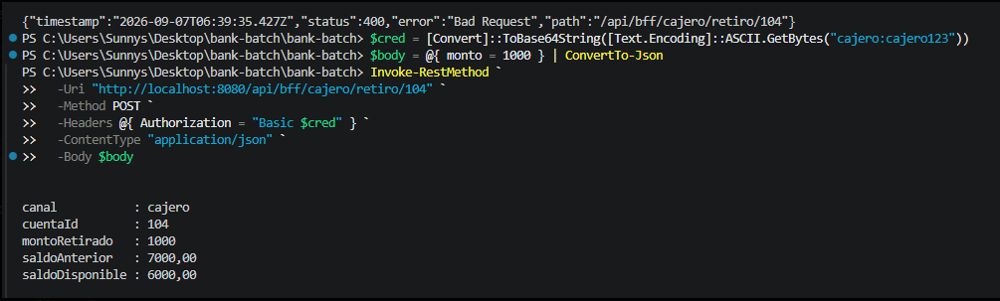 {"timestamp":"2026-09-07T06:39:35.427Z","status":400,"error":"Bad Request","path":"/api/bff/cajero/retiro/104"}
PS C:\Users\Sunnys\Desktop\bank-batch\bank-batch> $cred = [Convert]::ToBase64String([Text.Encoding]::ASCII.GetBytes("cajero:cajero123"))
PS C:\Users\Sunnys\Desktop\bank-batch\bank-batch> $body = @{ monto = 1000 } | ConvertTo-Json
PS C:\Users\Sunnys\Desktop\bank-batch\bank-batch> Invoke-RestMethod `
>>   -Uri "http://localhost:8080/api/bff/cajero/retiro/104" `
>>   -Method POST `
>>   -Headers @{ Authorization = "Basic $cred" } `
>>   -ContentType "application/json" `
>>   -Body $body
canal           : cajero
cuentaId        : 104
montoRetirado   : 1000
saldoAnterior   : 7000,00
saldoDisponible : 6000,00